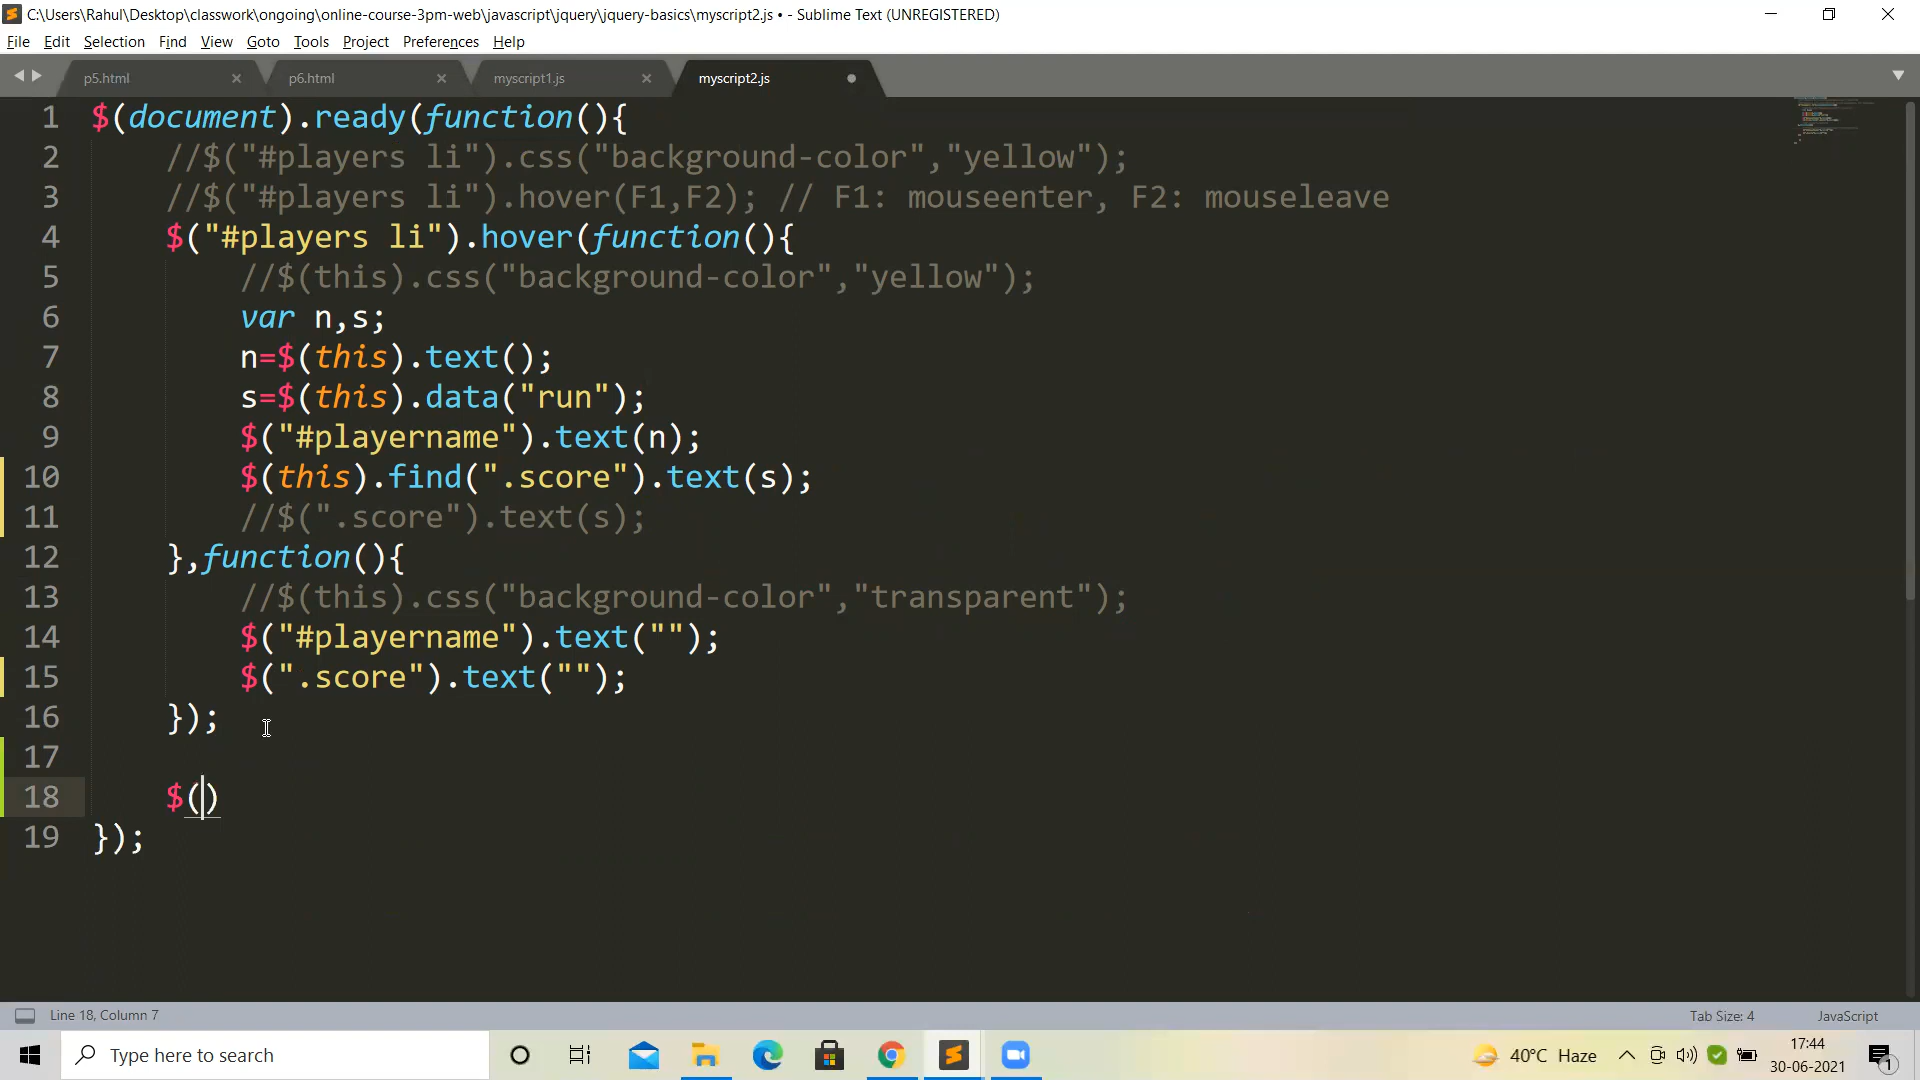 C:\Users\Rahul\Desktop\classwork\ongoing\online-course-3pm-web\javascript\jquery\jquery-basics\myscript2.js • - Sublime Text (UNREGISTERED)
File Edit Selection Find View Goto Tools Project Preferences Help
p5.html p6.html myscript1.js myscript2.js
1 $(document).ready(function(){
2 //$("#players li").css("background-color","yellow");
3 //$("#players li").hover(F1,F2); // F1: mouseenter, F2: mouseleave
4 $("#players li").hover(function(){
5 //$(this).css("background-color","yellow");
6 var n,s;
7 n=$(this).text();
8 s=$(this).data("run");
9 $("#playername").text(n);
10 $(this).find(".score").text(s);
11 //$(".score").text(s);
12 },function(){
13 //$(this).css("background-color","transparent");
14 $("#playername").text("");
15 $(".score").text("");
16 });
17
18 $()
19 });
Line 18, Column 7 Tab Size: 4 JavaScript
Type here to search 40°C Haze 17:44
30-06-2021 1